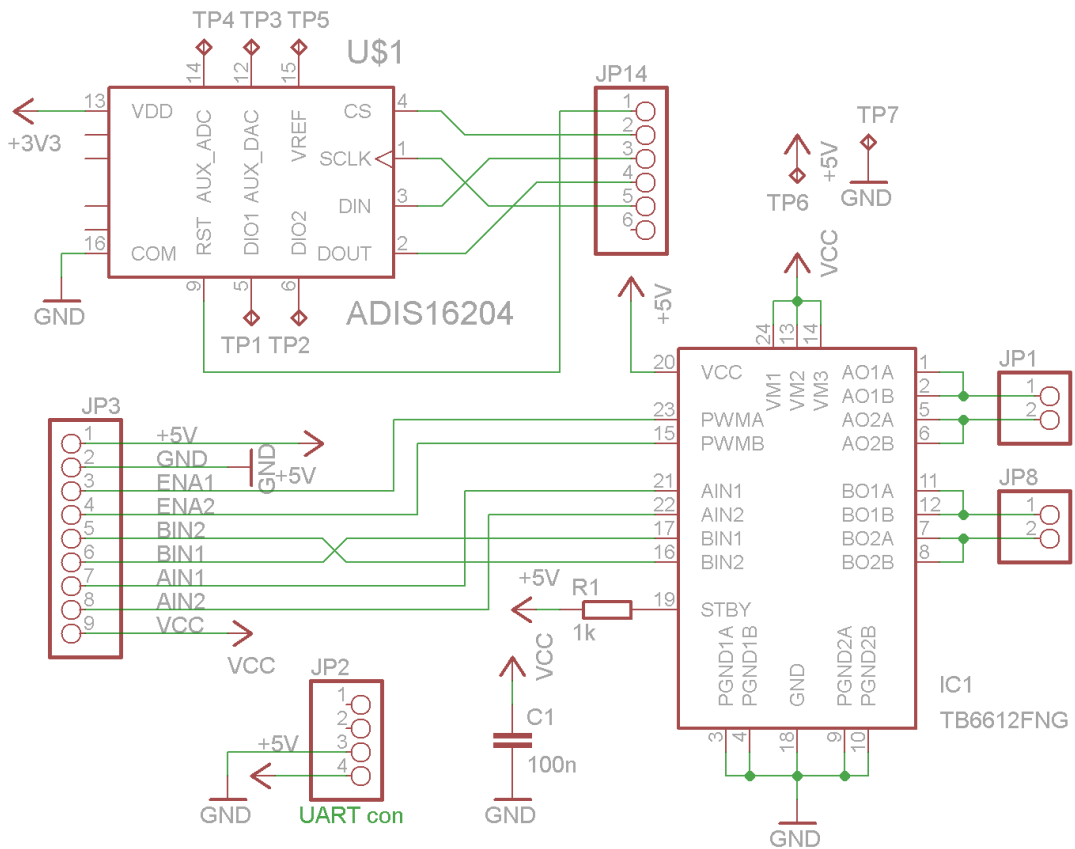 TP4 TP3 TP5
U$1
14 12 15
JP14
13 VDD
+3V3
AUX_ADC AUX_DAC VREF
CS 4
SCLK 1
DIN 3
DOUT 2
16 COM
RST DIO1 DIO2
9 5 6
GND
TP1 TP2
ADIS16204
1
2
3
4
5
6
TP7
+5V
TP6
GND
VCC
+5V
24 13 14
VM1 VM2 VM3
20 VCC
23 PWMA
15 PWMB
21 AIN1
22 AIN2
17 BIN1
16 BIN2
19 STBY
AO1A 1
AO1B 2
AO2A 5
AO2B 6
BO1A 11
BO1B 12
BO2A 7
BO2B 8
PGND1A PGND1B GND PGND2A PGND2B
3 4 18 9 10
GND
IC1
TB6612FNG
JP1
1
2
JP8
1
2
JP3
1 +5V
2 GND
3 ENA1
4 ENA2
5 BIN2
6 BIN1
7 AIN1
8 AIN2
9 VCC
GND
+5V
VCC
+5V
R1
1k
VCC
C1
100n
GND
JP2
1
2
3
4
+5V
GND
UART con